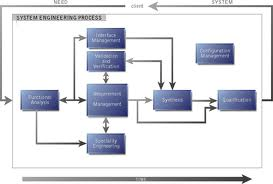 NEED
client
SYSTEM
SYSTEM ENGINEERING PROCESS
Interface
Management
Validation
and
Verification
Configuration
Management
Functional
Analysis
Requirement
Management
Synthesis
Qualification
Speciality
Engineering
TIME